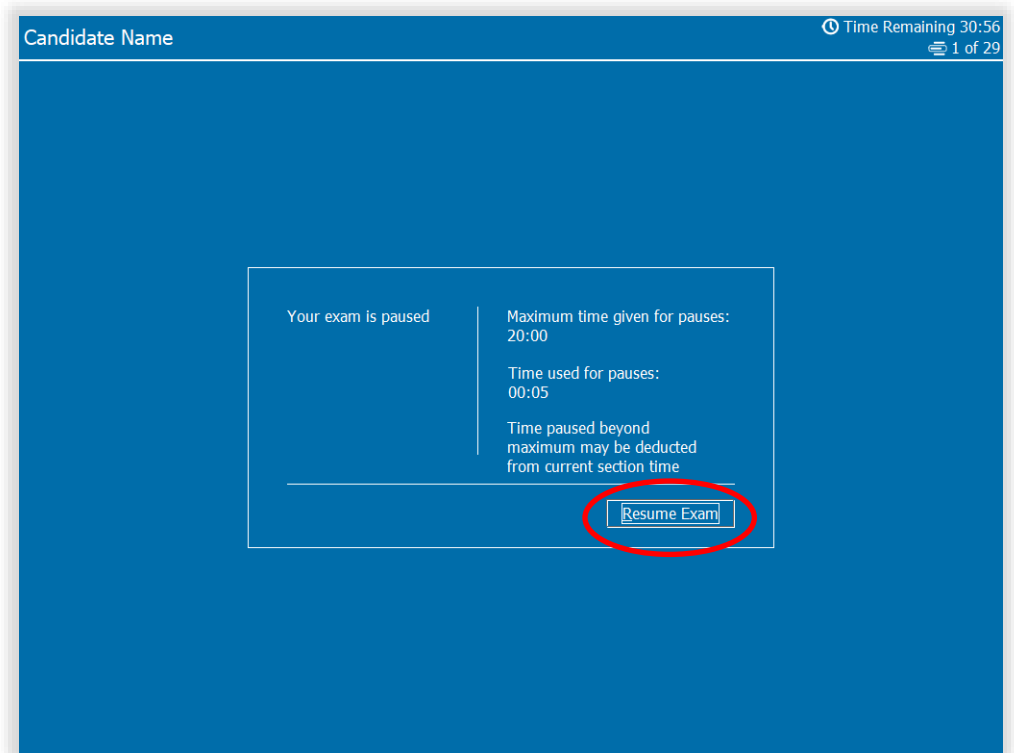 Candidate Name
Time Remaining 30:56
1 of 29
Your exam is paused
Maximum time given for pauses:
20:00
Time used for pauses:
00:05
Time paused beyond
maximum may be deducted
from current section time
Resume Exam